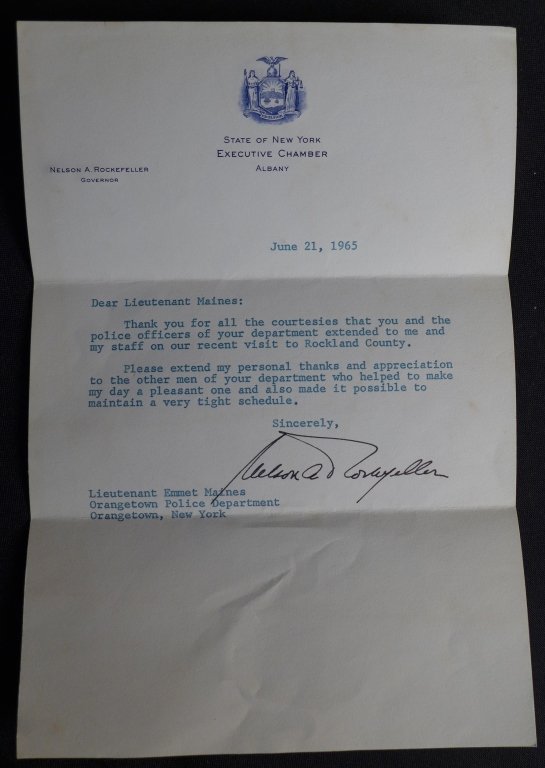 STATE OF NEW YORK
EXECUTIVE CHAMBER
ALBANY
NELSON A. ROCKEFELLER
GOVERNOR
June 21, 1965
Dear Lieutenant Maines:
Thank you for all the courtesies that you and the
police officers of your department extended to me and
my staff on our recent visit to Rockland County.
Please extend my personal thanks and appreciation
to the other men of your department who helped to make
my day a pleasant one and also made it possible to
maintain a very tight schedule.
Sincerely,
Nelson A Rockefeller
Lieutenant Emmet Maines
Orangetown Police Department
Orangetown, New York